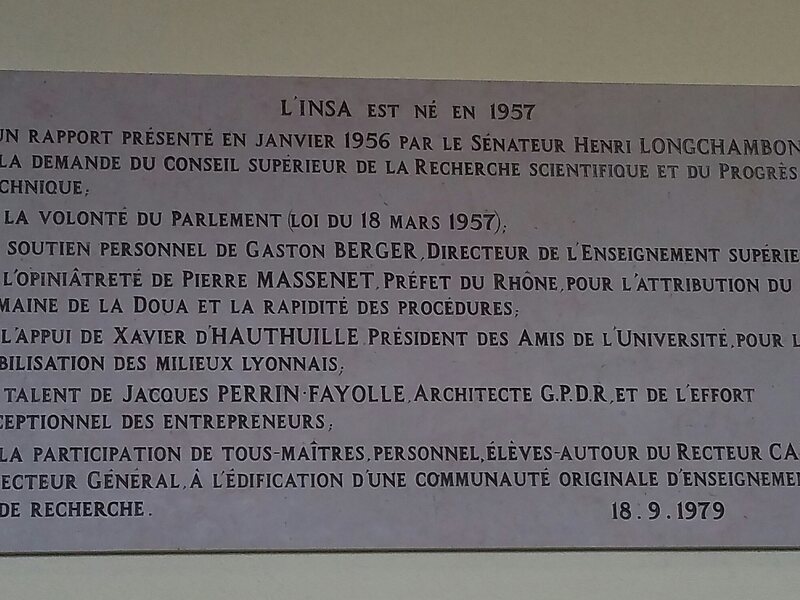 L'INSA EST NÉ EN 1957
UN RAPPORT PRÉSENTÉ EN JANVIER 1956 PAR LE SÉNATEUR HENRI LONGCHAMBON
LA DEMANDE DU CONSEIL SUPÉRIEUR DE LA RECHERCHE SCIENTIFIQUE ET DU PROGRÈS
CHNIQUE;
LA VOLONTÉ DU PARLEMENT (LOI DU 18 MARS 1957);
SOUTIEN PERSONNEL DE GASTON BERGER, DIRECTEUR DE L'ENSEIGNEMENT SUPÉRIE
L'OPINIÂTRETÉ DE PIERRE MASSENET, PRÉFET DU RHÔNE, POUR L'ATTRIBUTION DU
MAINE DE LA DOUA ET LA RAPIDITÉ DES PROCÉDURES;
L'APPUI DE XAVIER D'HAUTHUILLE PRÉSIDENT DES AMIS DE L'UNIVERSITÉ, POUR L
BILISATION DES MILIEUX LYONNAIS;
TALENT DE JACQUES PERRIN-FAYOLLE, ARCHITECTE G.P.D.R, ET DE L'EFFORT
CEPTIONNEL DES ENTREPRENEURS;
LA PARTICIPATION DE TOUS-MAÎTRES, PERSONNEL, ÉLÈVES-AUTOUR DU RECTEUR CA
RECTEUR GÉNÉRAL, À L'ÉDIFICATION D'UNE COMMUNAUTÉ ORIGINALE D'ENSEIGNEME
DE RECHERCHE. 18.9.1979